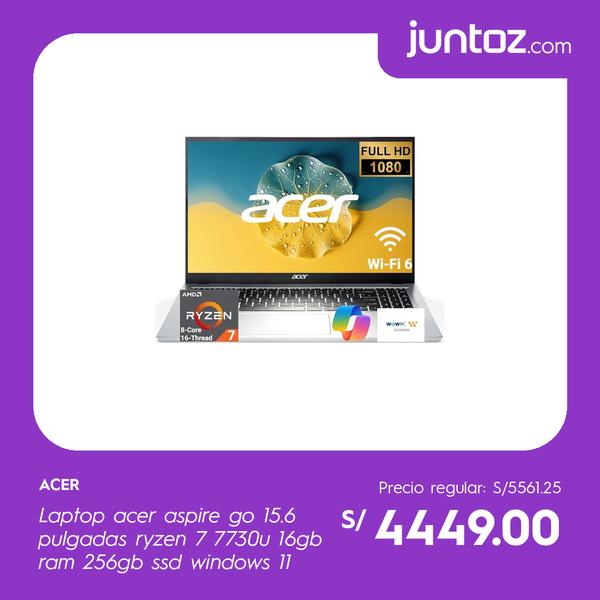 juntoz.com
FULL HD
1080
acer
Wi-Fi 6
acer
AMD
RYZEN
8-Core
16-Thread 7
WOWPC
ACER
Precio regular: S/5561.25
Laptop acer aspire go 15.6
pulgadas ryzen 7 7730u 16gb
ram 256gb ssd windows 11
S/ 4449.00